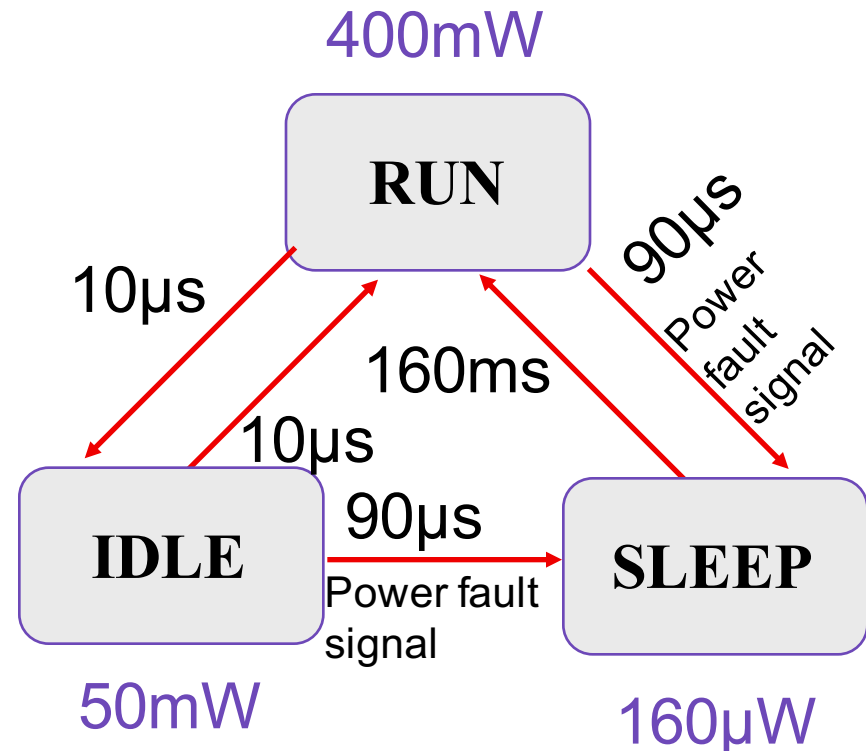 400mW
RUN
10µs
90µs
Power
fault
signal
160ms
10µs
IDLE
90µs
Power fault
signal
SLEEP
50mW
160µW